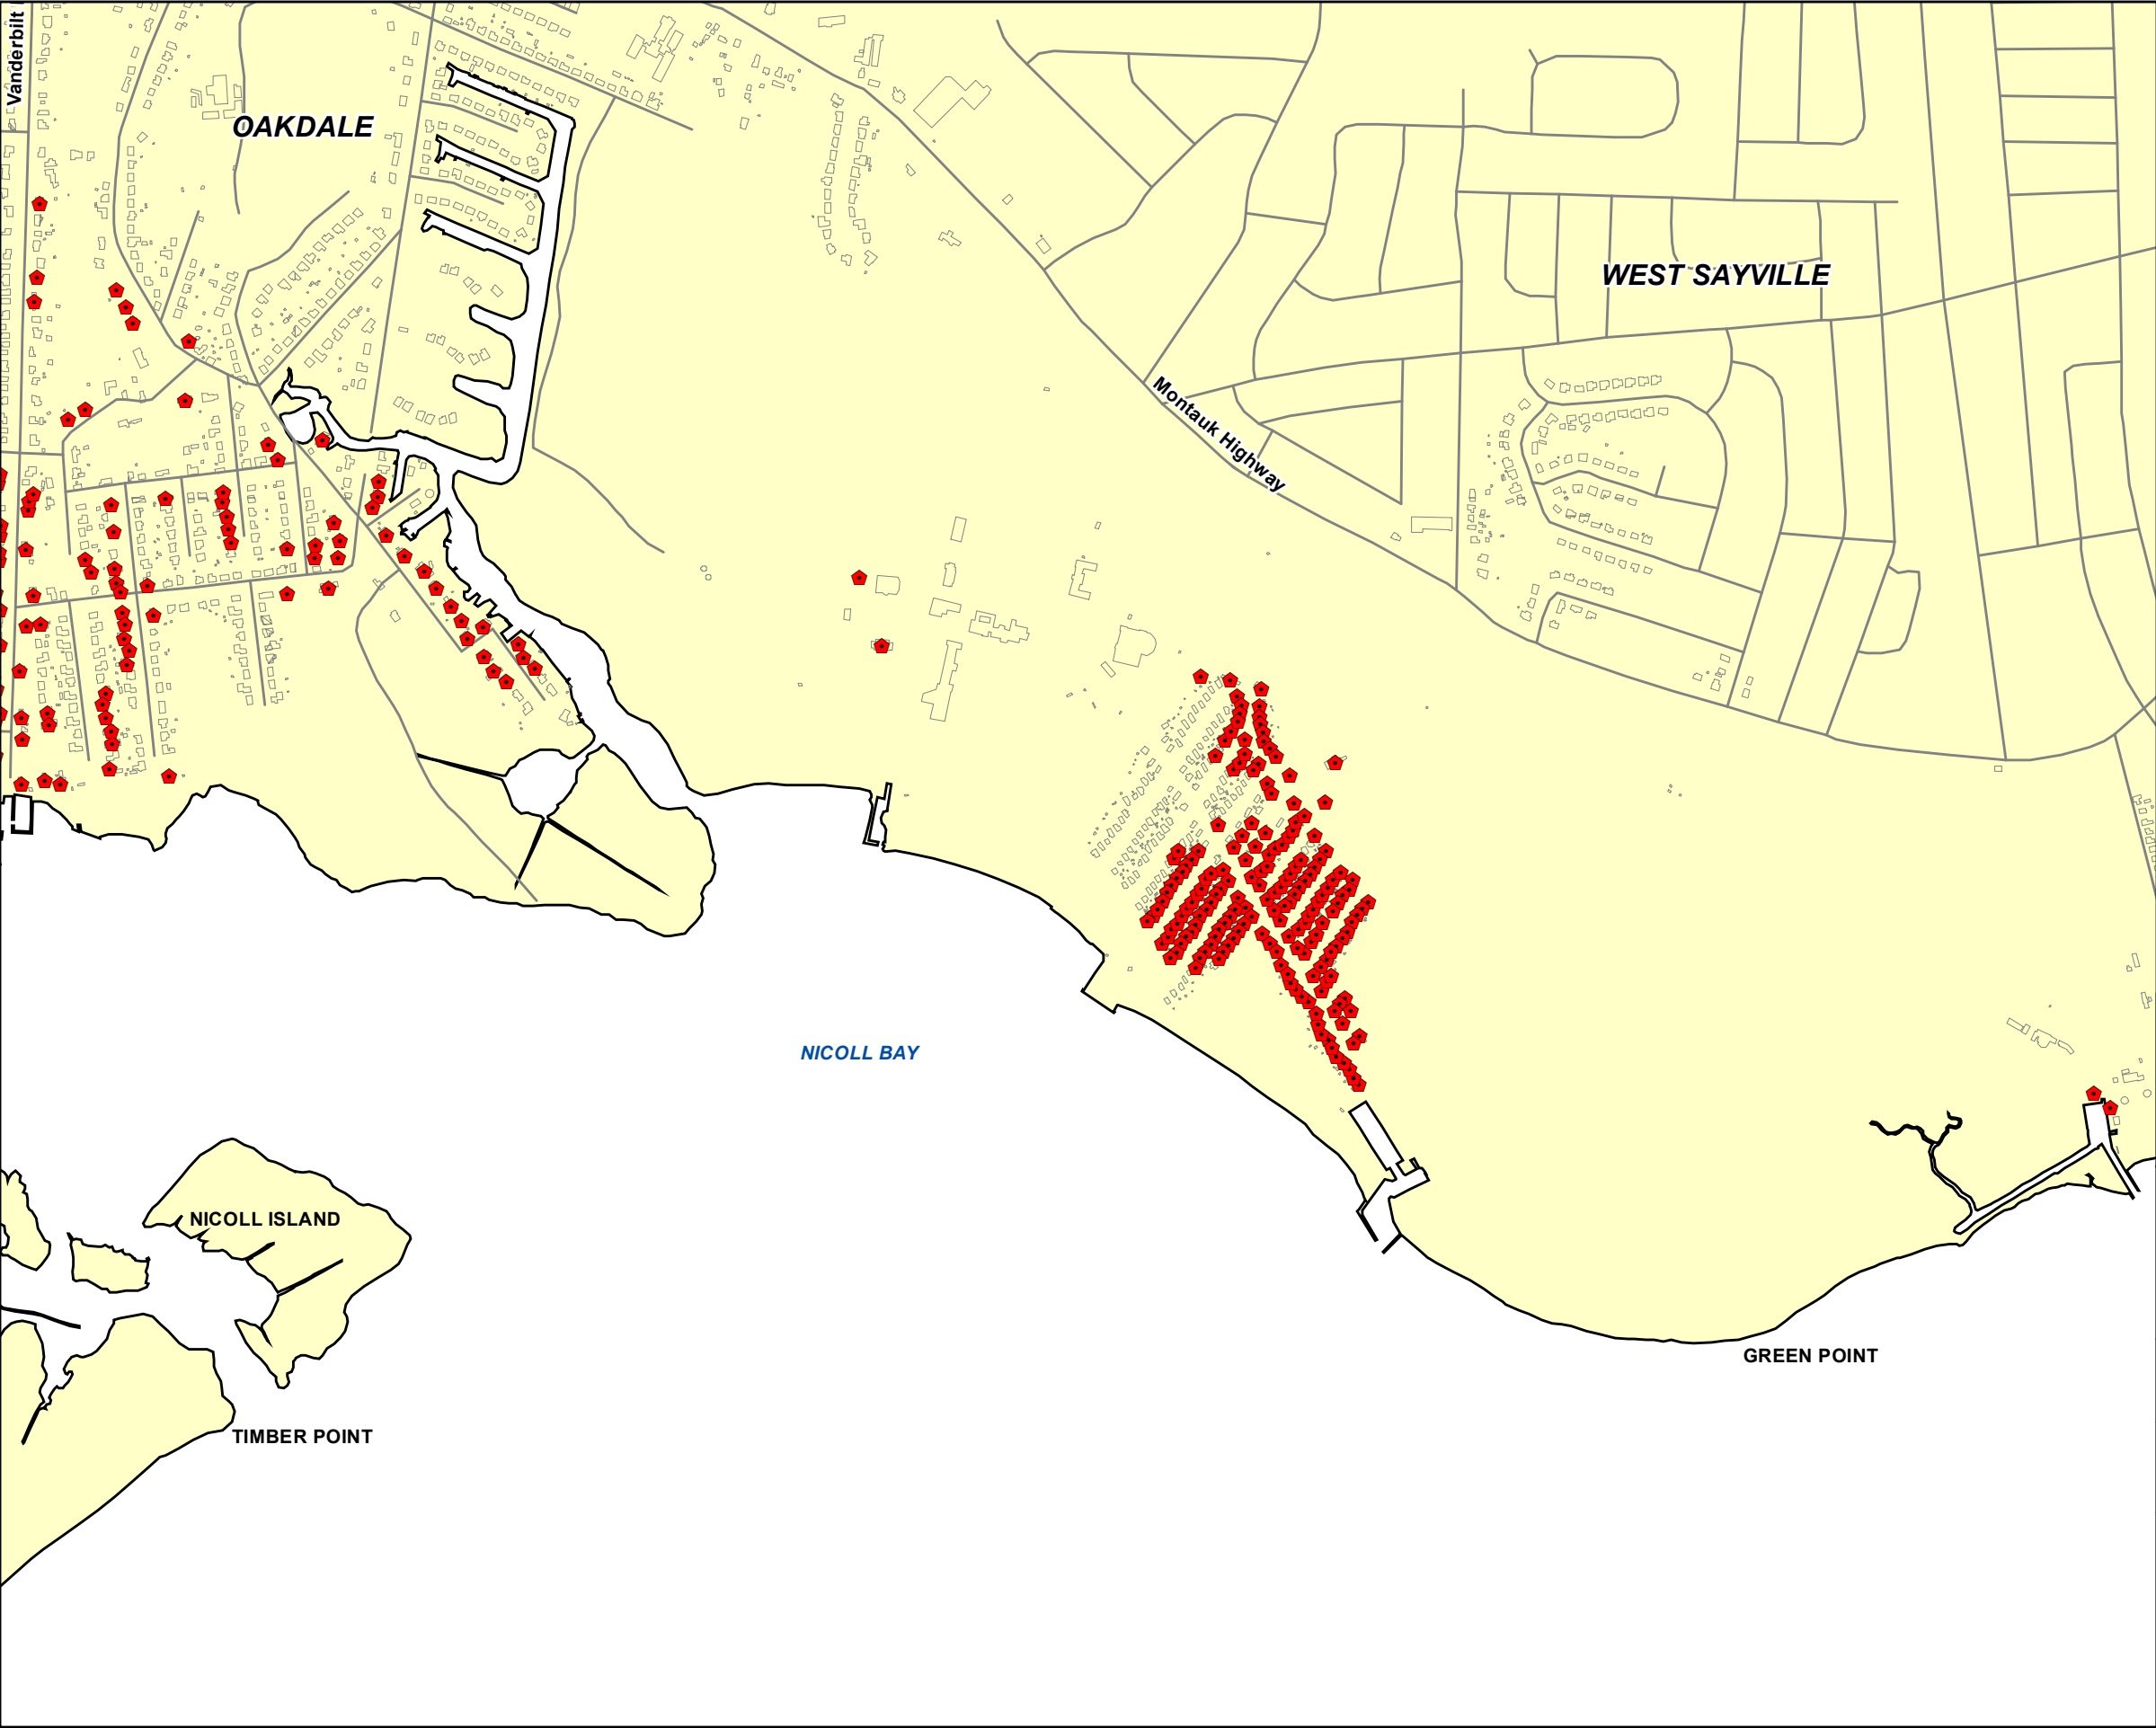 Vanderbilt
OAKDALE
WEST SAYVILLE
Montauk Highway
NICOLL BAY
NICOLL ISLAND
GREEN POINT
TIMBER POINT